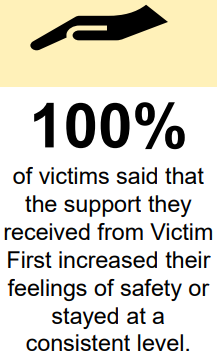 100%
of victims said that
the support they
received from Victim
First increased their
feelings of safety or
stayed at a
consistent level.